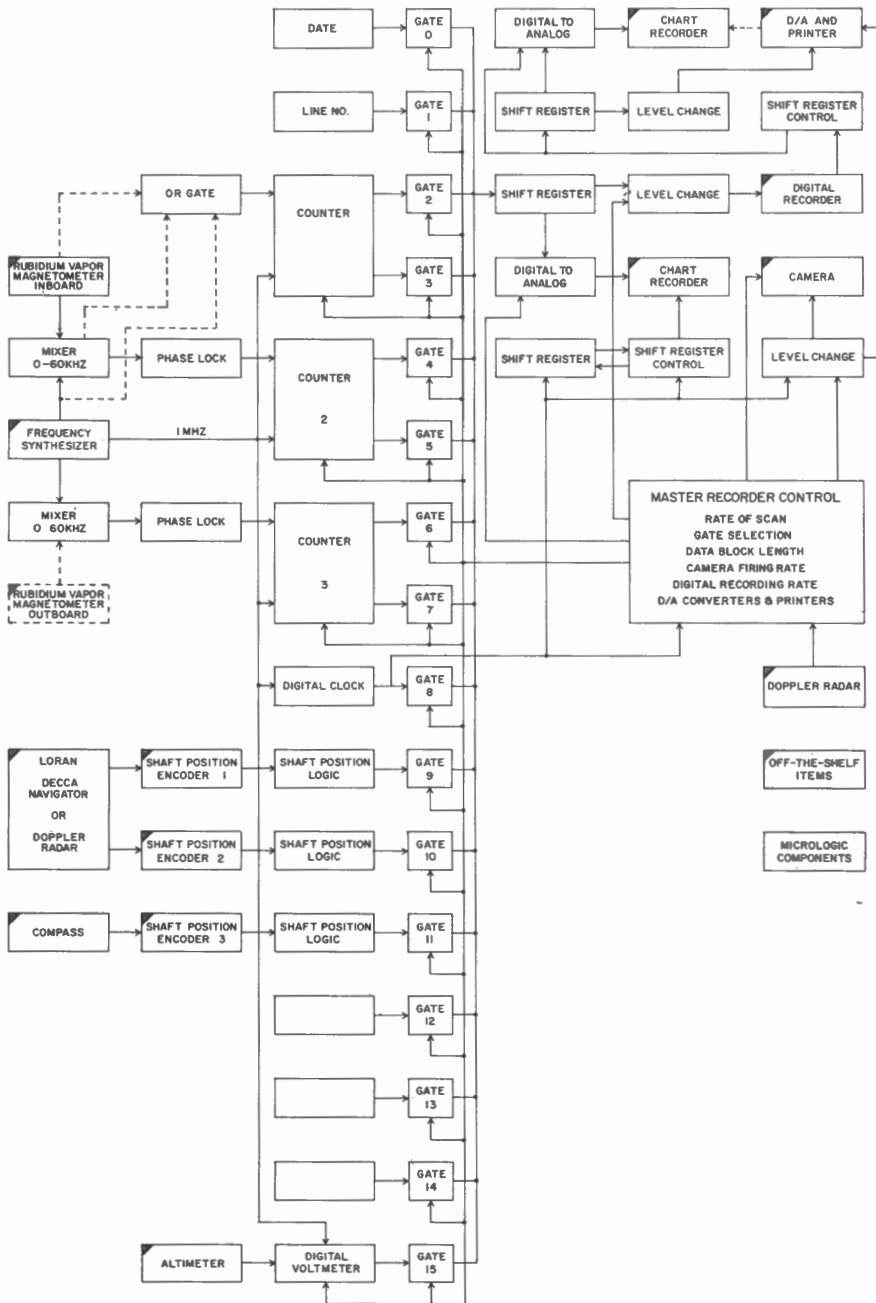 DATE
GATE
0
DIGITAL TO
ANALOG
CHART
RECORDER
D/A AND
PRINTER
LINE NO.
GATE
1
SHIFT REGISTER
LEVEL CHANGE
SHIFT REGISTER
CONTROL
OR GATE
COUNTER
GATE
2
SHIFT REGISTER
LEVEL CHANGE
DIGITAL
RECORDER
RUBIDIUM VAPOR
MAGNETOMETER
INBOARD
GATE
3
DIGITAL TO
ANALOG
CHART
RECORDER
CAMERA
MIXER
0-60KHZ
PHASE LOCK
COUNTER
2
GATE
4
SHIFT REGISTER
SHIFT REGISTER
CONTROL
LEVEL CHANGE
FREQUENCY
SYNTHESIZER
1 MHZ
GATE
5
MIXER
0 60KHZ
PHASE LOCK
COUNTER
3
GATE
6
MASTER RECORDER CONTROL
RATE OF SCAN
GATE SELECTION
DATA BLOCK LENGTH
CAMERA FIRING RATE
DIGITAL RECORDING RATE
D/A CONVERTERS & PRINTERS
RUBIDIUM VAPOR
MAGNETOMETER
OUTBOARD
GATE
7
DIGITAL CLOCK
GATE
8
DOPPLER RADAR
LORAN
DECCA
NAVIGATOR
OR
DOPPLER
RADAR
SHAFT POSITION
ENCODER 1
SHAFT POSITION
LOGIC
GATE
9
OFF-THE-SHELF
ITEMS
SHAFT POSITION
ENCODER 2
SHAFT POSITION
LOGIC
GATE
10
MICROLOGIC
COMPONENTS
COMPASS
SHAFT POSITION
ENCODER 3
SHAFT POSITION
LOGIC
GATE
11
GATE
12
GATE
13
GATE
14
ALTIMETER
DIGITAL
VOLTMETER
GATE
15